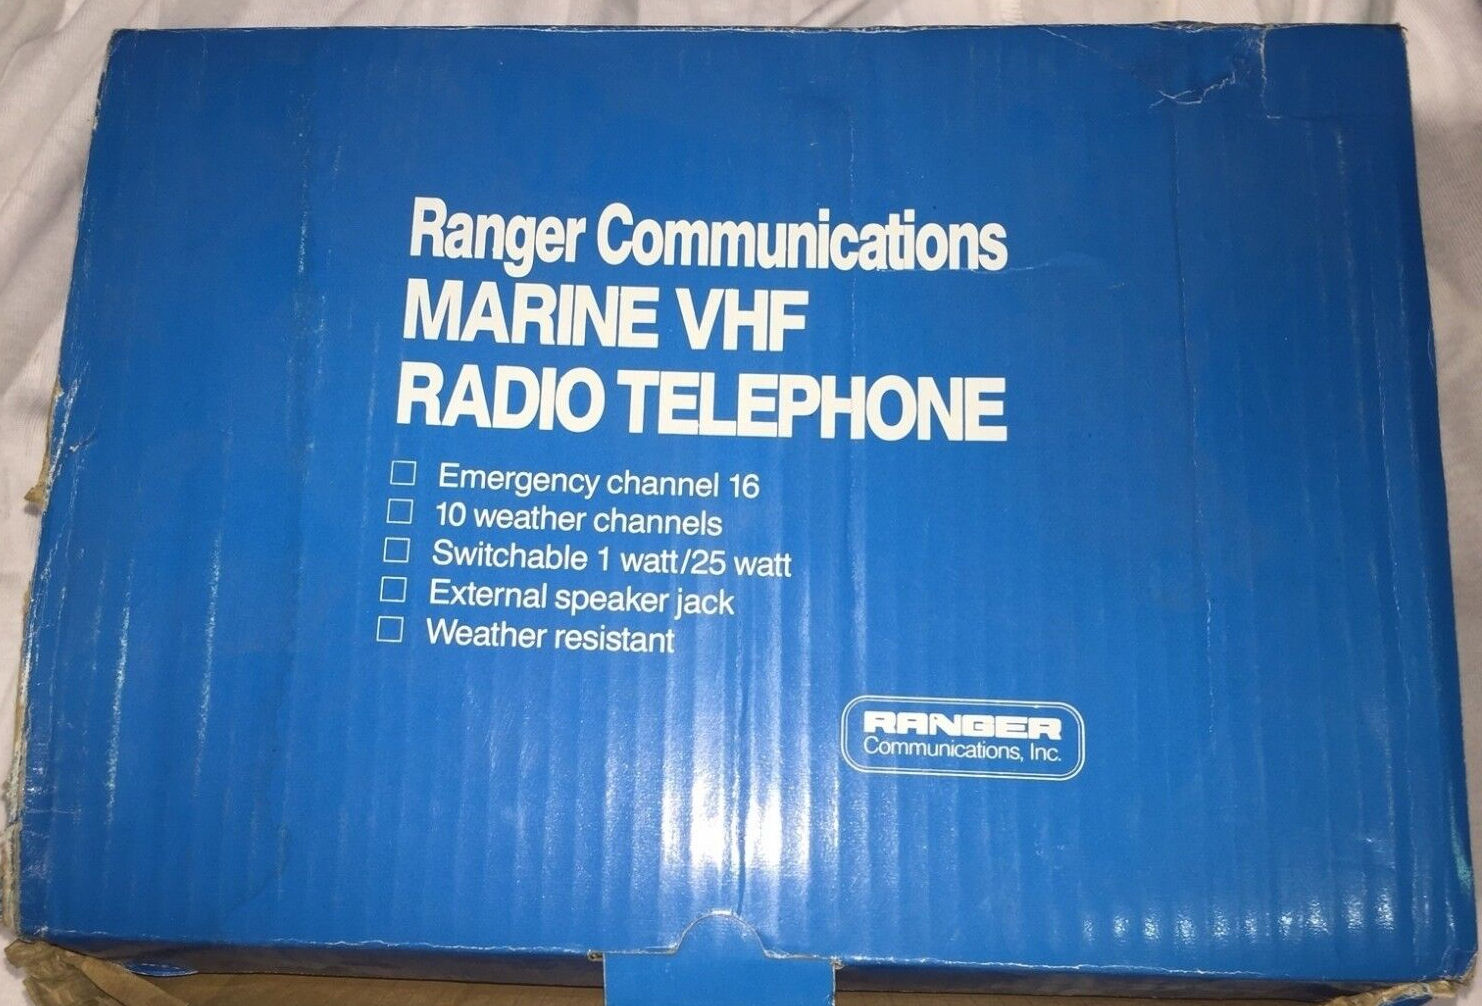 Ranger Communications
MARINE VHF
RADIO TELEPHONE
☐ Emergency channel 16
☐ 10 weather channels
☐ Switchable 1 watt/25 watt
☐ External speaker jack
☐ Weather resistant
RANGER
Communications, Inc.